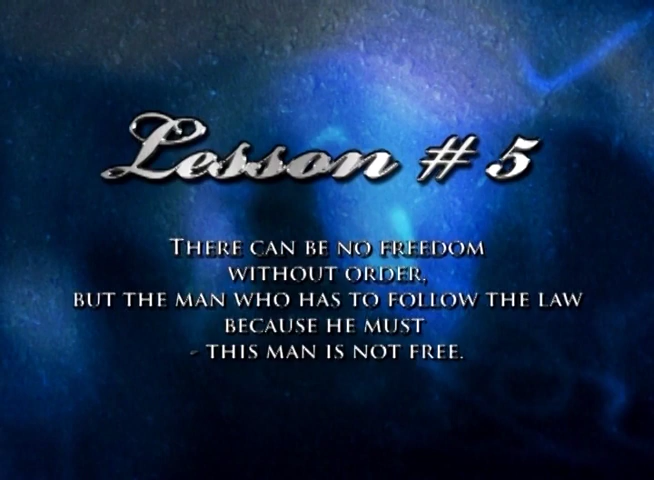 Lesson #5
THERE CAN BE NO FREEDOM
WITHOUT ORDER,
BUT THE MAN WHO HAS TO FOLLOW THE LAW
BECAUSE HE MUST
- THIS MAN IS NOT FREE.